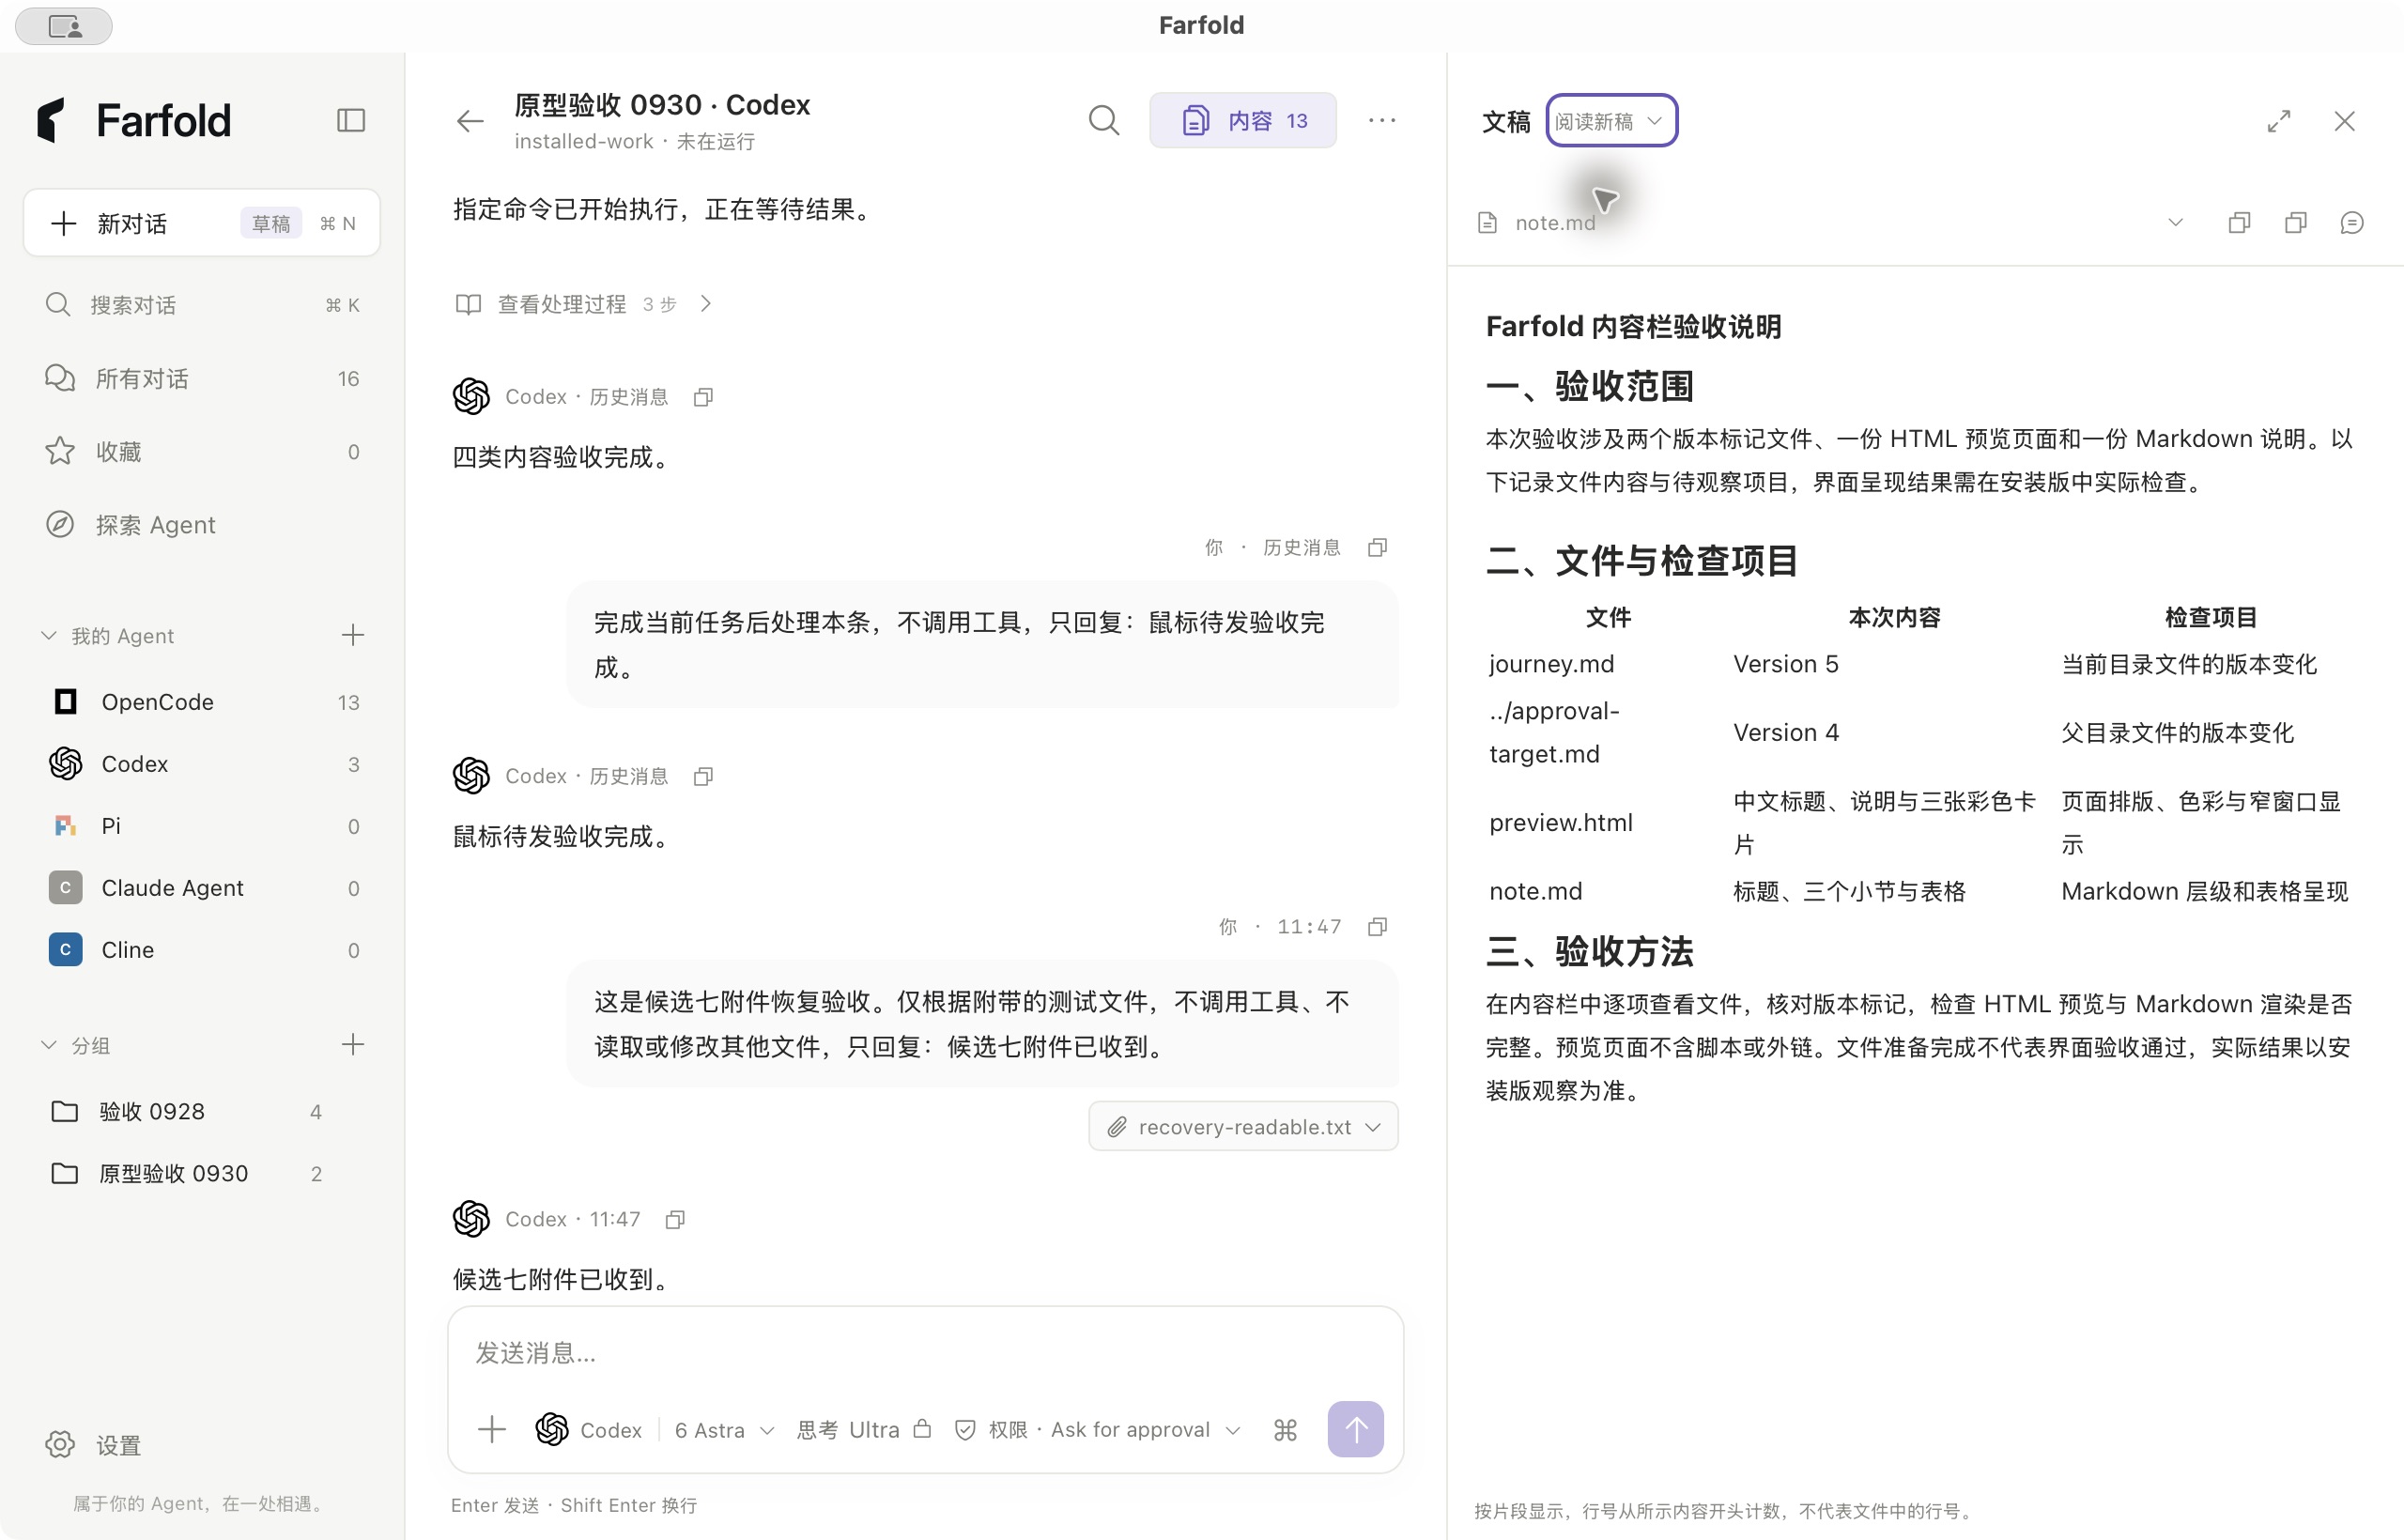 Farfold
Farfold
新对话 草稿 ⌘ N
搜索对话 ⌘ K
所有对话 16
收藏 0
探索 Agent
我的 Agent
OpenCode 13
Codex 3
Pi 0
C Claude Agent 0
C Cline 0
分组
验收 0928 4
原型验收 0930 2
设置
属于你的 Agent，在一处相遇。
原型验收 0930 · Codex
installed-work · 未在运行
内容 13
指定命令已开始执行，正在等待结果。
查看处理过程 3 步
Codex · 历史消息
四类内容验收完成。
你 · 历史消息
完成当前任务后处理本条，不调用工具，只回复：鼠标待发验收完
成。
Codex · 历史消息
鼠标待发验收完成。
你 · 11:47
这是候选七附件恢复验收。仅根据附带的测试文件，不调用工具、不
读取或修改其他文件，只回复：候选七附件已收到。
recovery-readable.txt
Codex · 11:47
候选七附件已收到。
发送消息...
Codex 6 Astra 思考 Ultra 权限 · Ask for approval ⌘
Enter 发送 · Shift Enter 换行
文稿 阅读新稿
note.md
Farfold 内容栏验收说明
一、验收范围
本次验收涉及两个版本标记文件、一份 HTML 预览页面和一份 Markdown 说明。以
下记录文件内容与待观察项目，界面呈现结果需在安装版中实际检查。
二、文件与检查项目
文件 本次内容 检查项目
journey.md Version 5 当前目录文件的版本变化
../approval-
target.md Version 4 父目录文件的版本变化
preview.html 中文标题、说明与三张彩色卡
片 页面排版、色彩与窄窗口显
示
note.md 标题、三个小节与表格 Markdown 层级和表格呈现
三、验收方法
在内容栏中逐项查看文件，核对版本标记，检查 HTML 预览与 Markdown 渲染是否
完整。预览页面不含脚本或外链。文件准备完成不代表界面验收通过，实际结果以安
装版观察为准。
按片段显示，行号从所示内容开头计数，不代表文件中的行号。